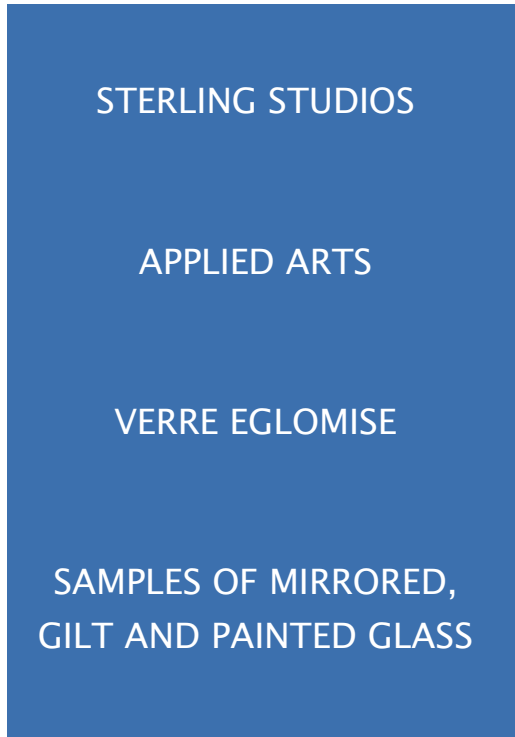 STERLING STUDIOS
APPLIED ARTS
VERRE EGLOMISE
SAMPLES OF MIRRORED,
GILT AND PAINTED GLASS